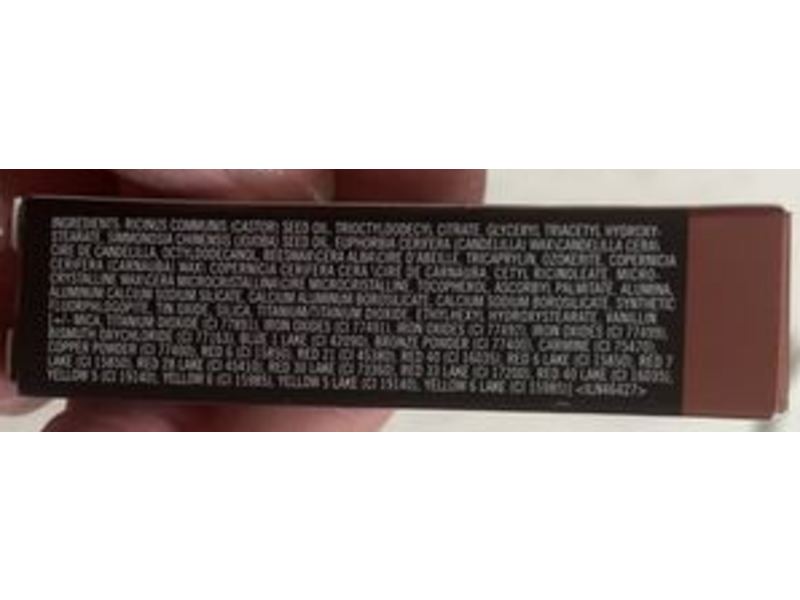 INGREDIENTS: RICINUS COMMUNIS (CASTOR) SEED OIL, TRIOCTYLDODECYL CITRATE, GLYCERYL TRIACETYL HYDROXY-
STEARATE, SIMMONDSIA CHINENSIS (JOJOBA) SEED OIL, EUPHORBIA CERIFERA (CANDELILLA) WAX\CANDELILLA CERA\
CIRE DE CANDELILLA, OCTYLDODECANOL, BEESWAX\CERA ALBA\CIRE D'ABEILLE, TRICAPRYLIN, OZOKERITE, COPERNICIA
CERIFERA (CARNAUBA) WAX\ COPERNICIA CERIFERA CERA\ CIRE DE CARNAUBA, CETYL RICINOLEATE, MICRO-
CRYSTALLINE WAX\CERA MICROCRISTALLINA\ MICROCRISTALLINE, TOCOPHEROL, ASCORBYL PALMITATE, ALUMINA,
ALUMINUM CALCIUM SODIUM SILICATE, CALCIUM ALUMINUM BOROSILICATE, CALCIUM SODIUM BOROSILICATE, SYNTHETIC
SILICA, TITANIUM DIOXIDE, ETHYLHEXYL HYDROXYSTEARATE, VANILLIN
[+/- MICA, TITANIUM DIOXIDE (CI 77891), IRON OXIDES (CI 77491), IRON OXIDES (CI 77492), IRON OXIDES (CI 77499),
BISMUTH OXYCHLORIDE (CI 77163), BLUE 1 LAKE (CI 42090), BRONZE POWDER (CI 77400), CARMINE (CI 75470),
COPPER POWDER (CI 77400), RED 6 (CI 15850), RED 21 (CI 45380), RED 40 (CI 16035), RED 6 LAKE (CI 15850), RED 7
LAKE (CI 15850), RED 28 LAKE (CI 45410), RED 30 LAKE (CI 73360), RED 33 LAKE (CI 17200), RED 40 LAKE (CI 16035),
YELLOW 5 (CI 19140), YELLOW 6 (CI 15985), YELLOW 5 LAKE (CI 19140), YELLOW 6 LAKE (CI 15985)] <ILN46427>